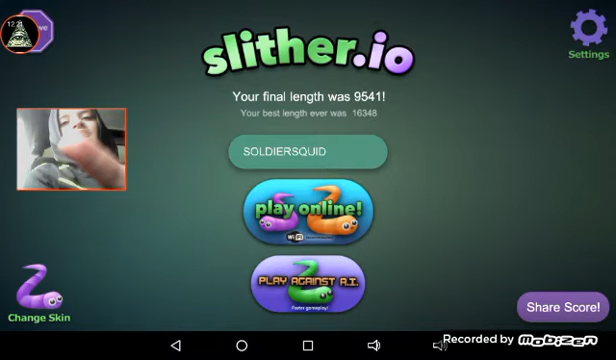 12:21
slither.io
Settings
Your final length was 9541!
Your best length ever was 16348
SOLDIERSQUID
play online!
WiFi
PLAY AGAINST A.I.
Change Skin
Share Score!
Recorded by MOBIZEN